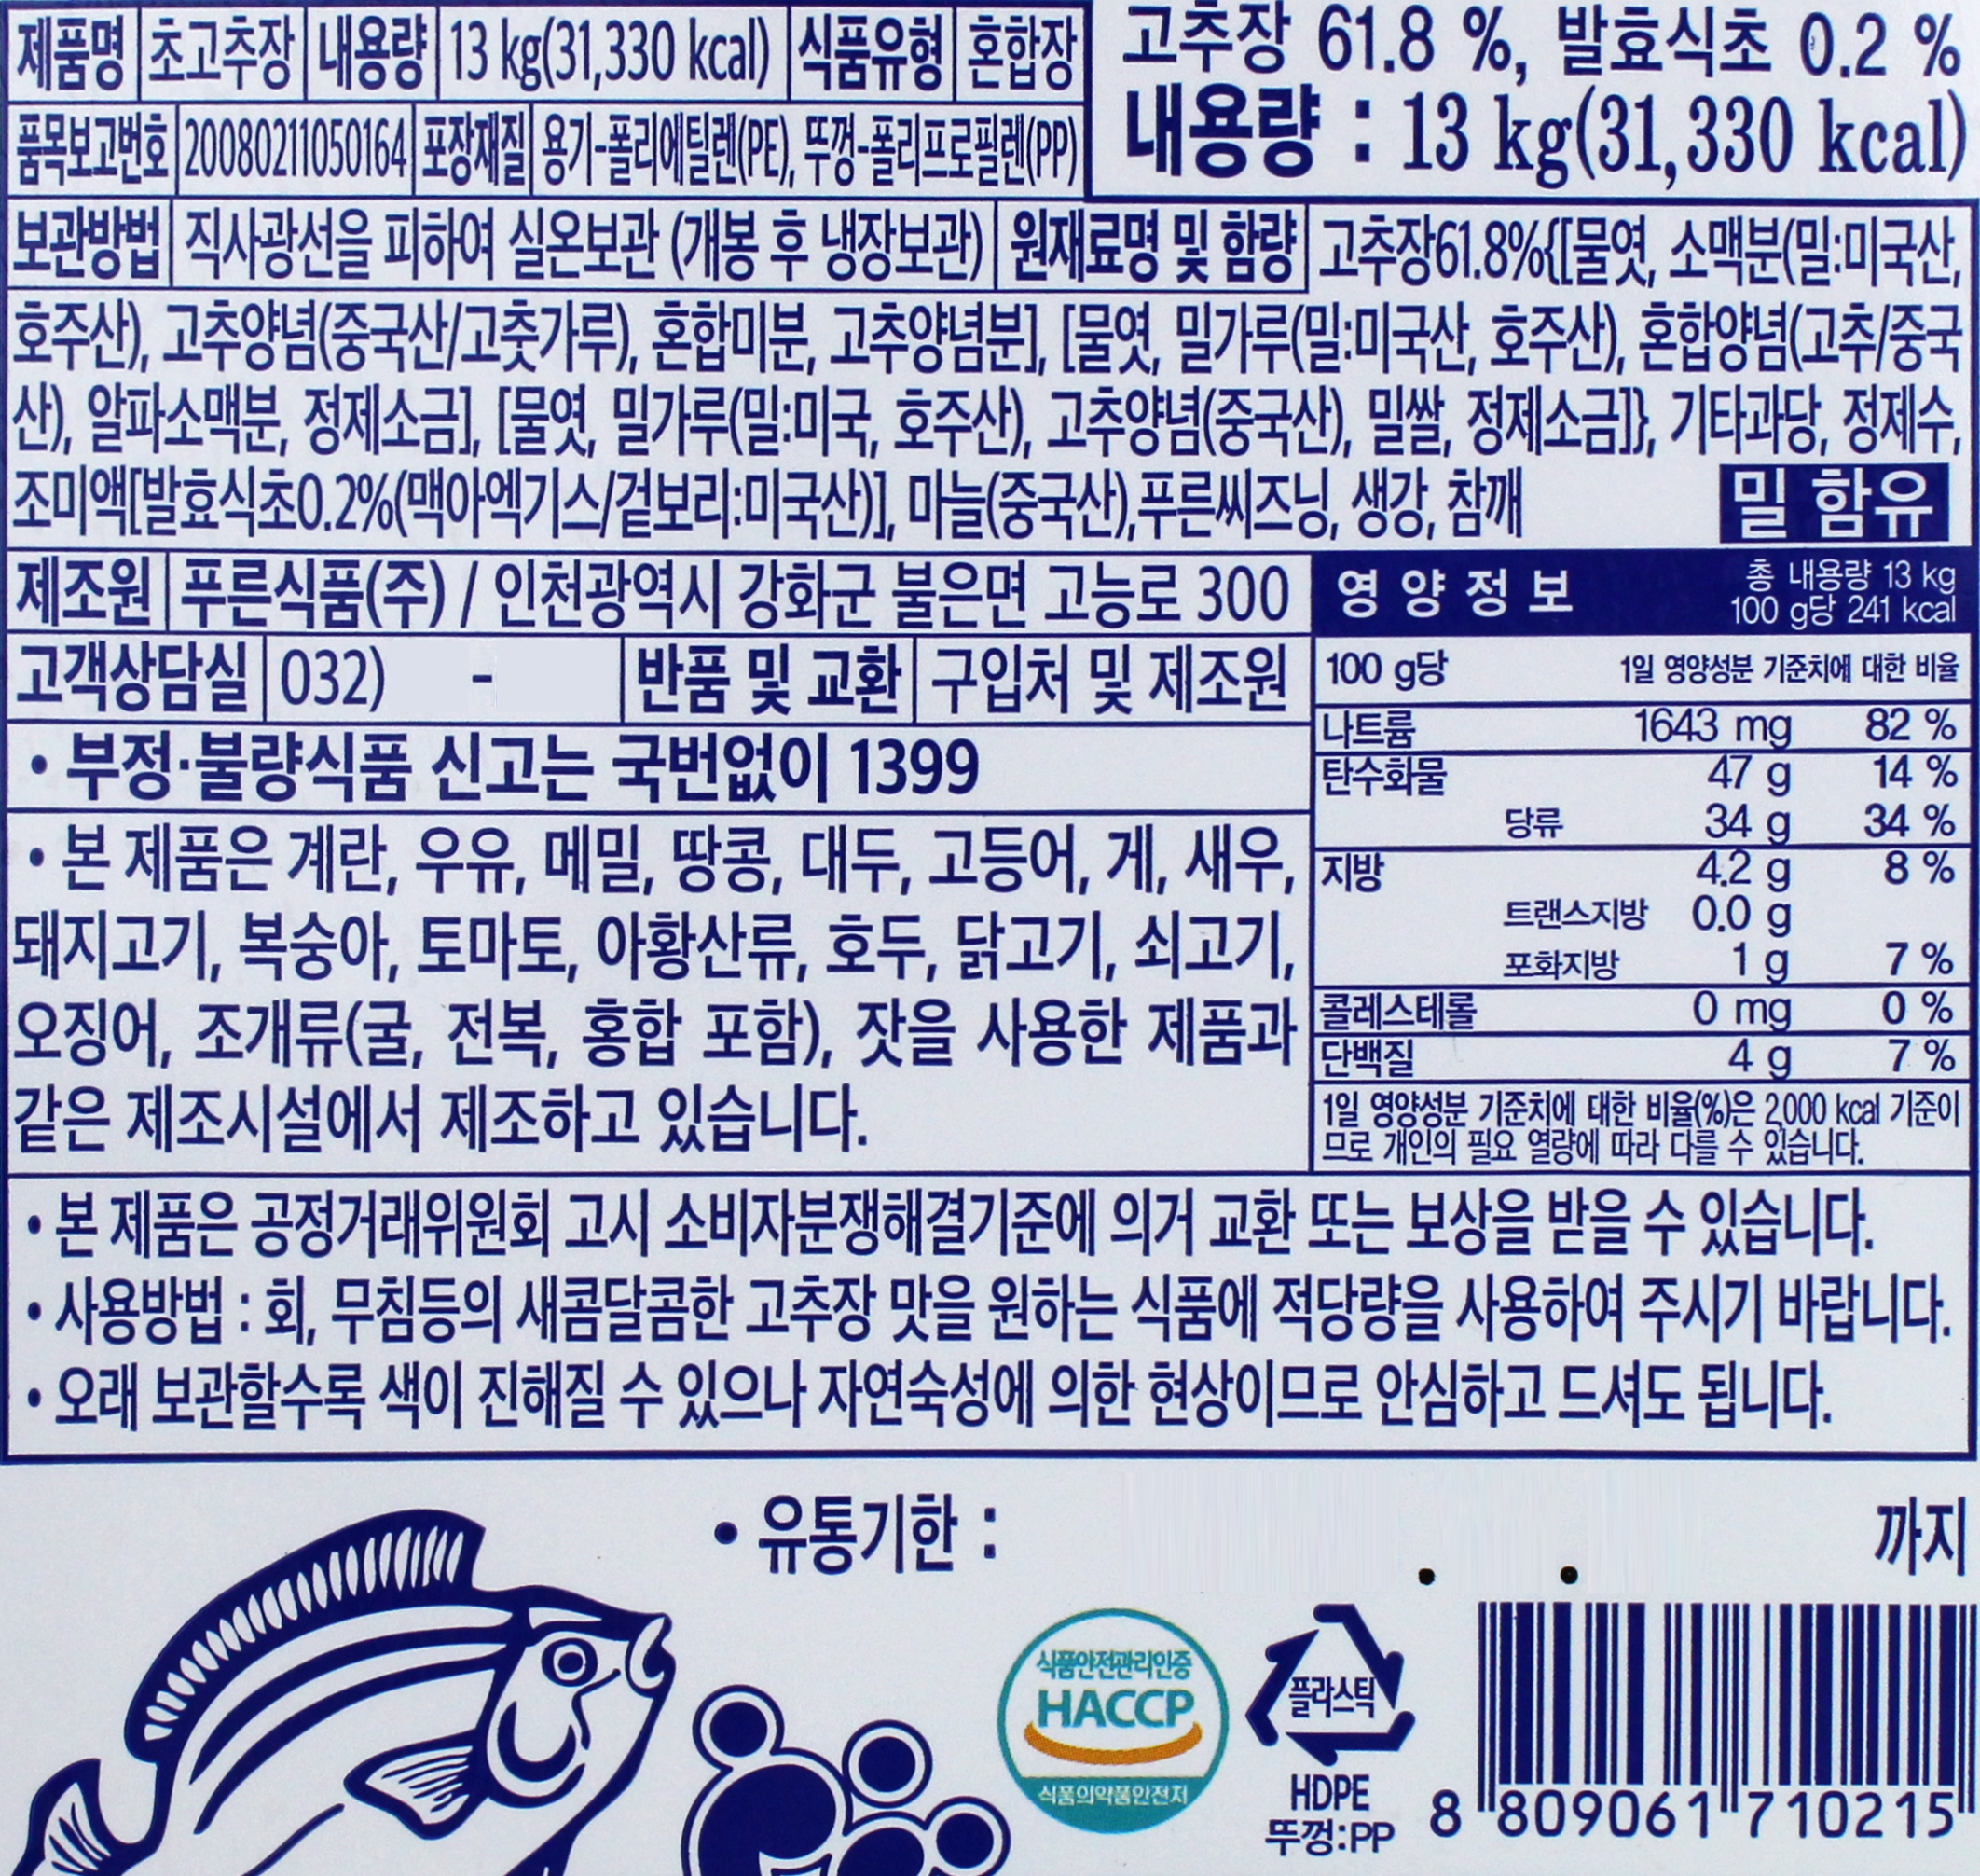 제품명 초고추장 내용량 13 kg(31,330 kcal) 식품유형 혼합장
고추장 61.8 %, 발효식초 0.2 %
내용량 : 13 kg(31,330 kcal)
품목보고번호 20080211050164 포장재질 용기-폴리에틸렌(PE), 뚜껑-폴리프로필렌(PP)
보관방법 직사광선을 피하여 실온보관 (개봉 후 냉장보관) 원재료명 및 함량 고추장61.8%{[물엿, 소맥분(밀:미국산,
호주산), 고추양념(중국산/고춧가루), 혼합미분, 고추양념분], [물엿, 밀가루(밀:미국산, 호주산), 혼합양념(고추/중국
산), 알파소맥분, 정제소금], [물엿, 밀가루(밀:미국, 호주산), 고추양념(중국산), 밀쌀, 정제소금]}, 기타과당, 정제수,
조미액[발효식초0.2%(맥아엑기스/겉보리:미국산)], 마늘(중국산),푸른씨즈닝, 생강, 참깨 밀 함유
제조원 푸른식품(주) / 인천광역시 강화군 불은면 고능로 300
고객상담실 032) - 반품 및 교환 구입처 및 제조원
• 부정·불량식품 신고는 국번없이 1399
• 본 제품은 계란, 우유, 메밀, 땅콩, 대두, 고등어, 게, 새우,
돼지고기, 복숭아, 토마토, 아황산류, 호두, 닭고기, 쇠고기,
오징어, 조개류(굴, 전복, 홍합 포함), 잣을 사용한 제품과
같은 제조시설에서 제조하고 있습니다.
영양정보 총 내용량 13 kg
100 g당 241 kcal
100 g당 1일 영양성분 기준치에 대한 비율
나트륨 1643 mg 82 %
탄수화물 47 g 14 %
당류 34 g 34 %
지방 4.2 g 8 %
트랜스지방 0.0 g
포화지방 1 g 7 %
콜레스테롤 0 mg 0 %
단백질 4 g 7 %
1일 영양성분 기준치에 대한 비율(%)은 2,000 kcal 기준이
므로 개인의 필요 열량에 따라 다를 수 있습니다.
• 본 제품은 공정거래위원회 고시 소비자분쟁해결기준에 의거 교환 또는 보상을 받을 수 있습니다.
• 사용방법 : 회, 무침등의 새콤달콤한 고추장 맛을 원하는 식품에 적당량을 사용하여 주시기 바랍니다.
• 오래 보관할수록 색이 진해질 수 있으나 자연숙성에 의한 현상이므로 안심하고 드셔도 됩니다.
• 유통기한 : . . 까지
식품안전관리인증
HACCP
식품의약품안전처
플라스틱
HDPE
뚜껑:PP
8 809061 710215